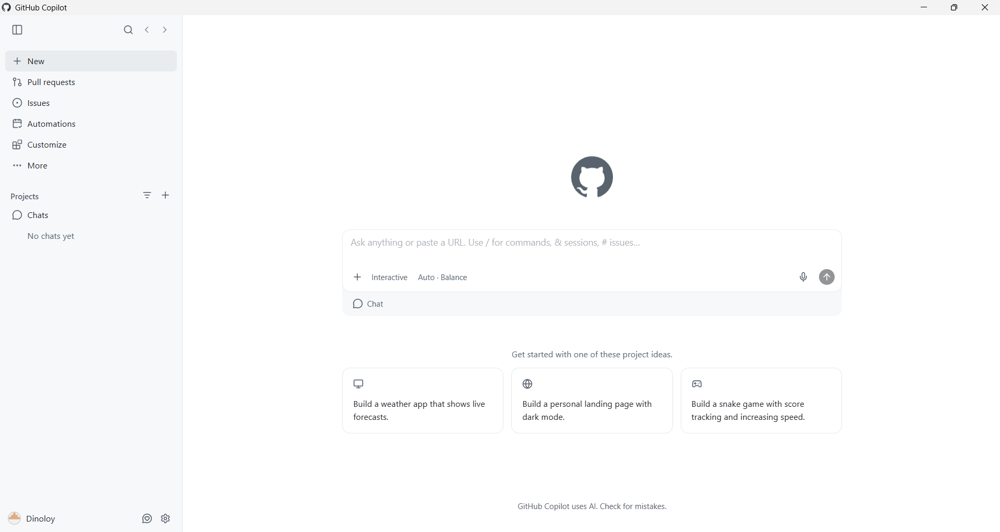 GitHub Copilot
New
Pull requests
Issues
Automations
Customize
More
Projects
Chats
No chats yet
Dinoloy
Ask anything or paste a URL. Use / for commands, & sessions, # issues...
Interactive
Auto · Balance
Chat
Get started with one of these project ideas.
Build a weather app that shows live
forecasts.
Build a personal landing page with
dark mode.
Build a snake game with score
tracking and increasing speed.
GitHub Copilot uses AI. Check for mistakes.